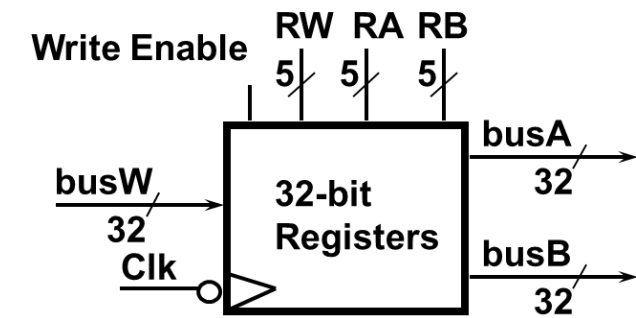 RW RA RB
Write Enable
5 5 5
busA
32
busW
32
32-bit
Registers
Clk
busB
32